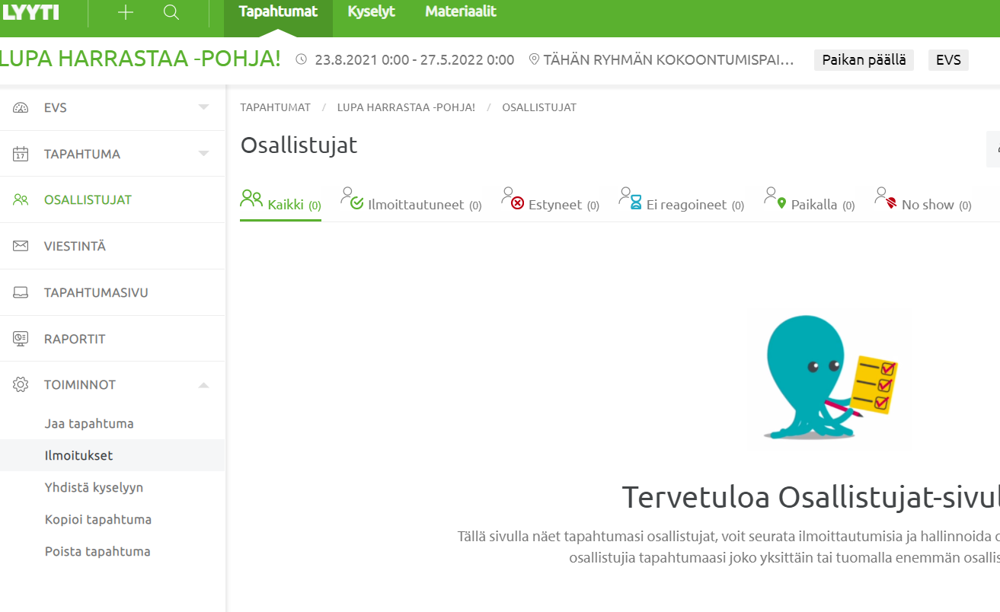 LYYTI
Tapahtumat Kyselyt Materiaalit
LUPA HARRASTAA -POHJA! 23.8.2021 0:00 - 27.5.2022 0:00 TÄHÄN RYHMÄN KOKOONTUMISPAI... Paikan päällä EVS
EVS
TAPAHTUMA
17
OSALLISTUJAT
VIESTINTÄ
TAPAHTUMASIVU
RAPORTIT
TOIMINNOT
Jaa tapahtuma
Ilmoitukset
Yhdistä kyselyyn
Kopioi tapahtuma
Poista tapahtuma
TAPAHTUMAT / LUPA HARRASTAA -POHJA! / OSALLISTUJAT
Osallistujat
Kaikki (0) Ilmoittautuneet (0) Estyneet (0) Ei reagoineet (0) Paikalla (0) No show (0)
Tervetuloa Osallistujat-sivul
Tällä sivulla näet tapahtumasi osallistujat, voit seurata ilmoittautumisia ja hallinnoida
osallistujia tapahtumaasi joko yksittäin tai tuomalla enemmän osallis